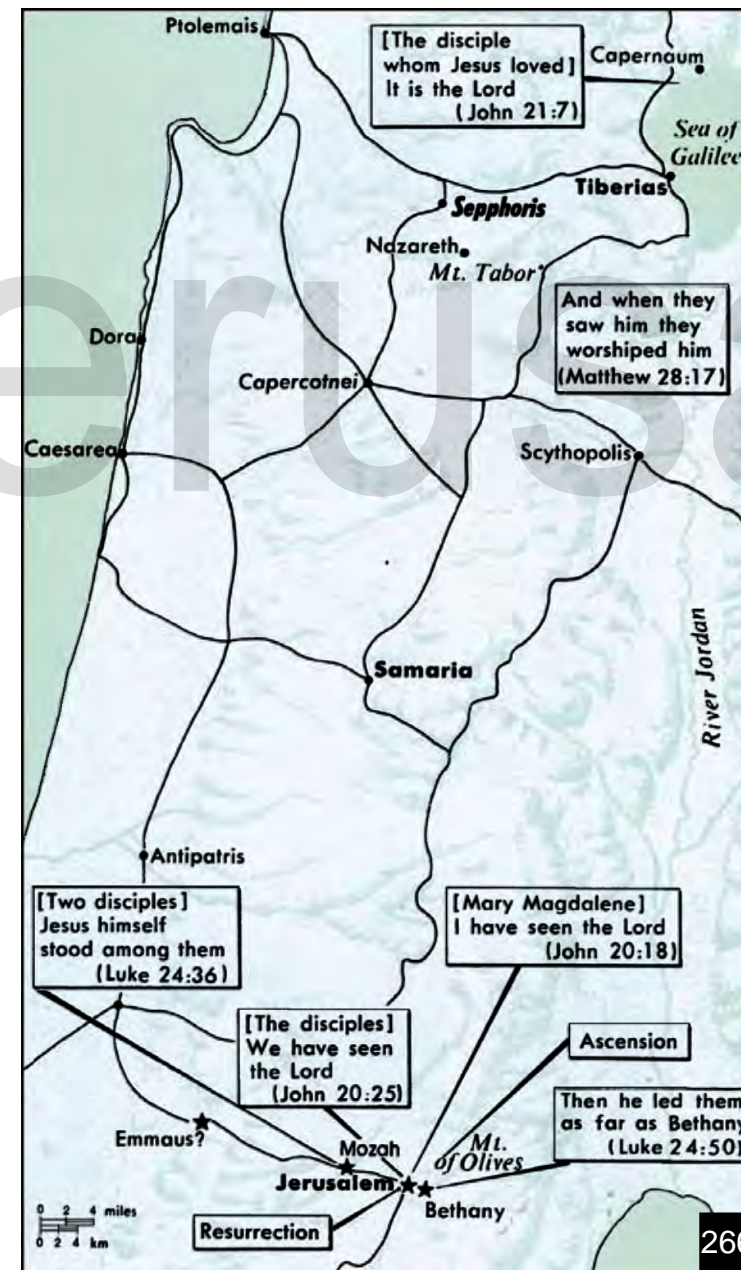 Ptolemais
[The disciple
whom Jesus loved]
It is the Lord
(John 21:7)
Capernaum
Sea of
Galilee
Tiberias
Sepphoris
Nazareth
Mt. Tabor
And when they
saw him they
worshiped him
(Matthew 28:17)
Dora
Capercotnei
Caesarea
Scythopolis
River Jordan
Samaria
Antipatris
[Two disciples]
Jesus himself
stood among them
(Luke 24:36)
[Mary Magdalene]
I have seen the Lord
(John 20:18)
[The disciples]
We have seen
the Lord
(John 20:25)
Ascension
Then he led them
as far as Bethany
(Luke 24:50)
Emmaus?
Mozah
Mt.
of Olives
Jerusalem
Bethany
Resurrection
0 2 4 miles
0 2 4 km
260
erusa